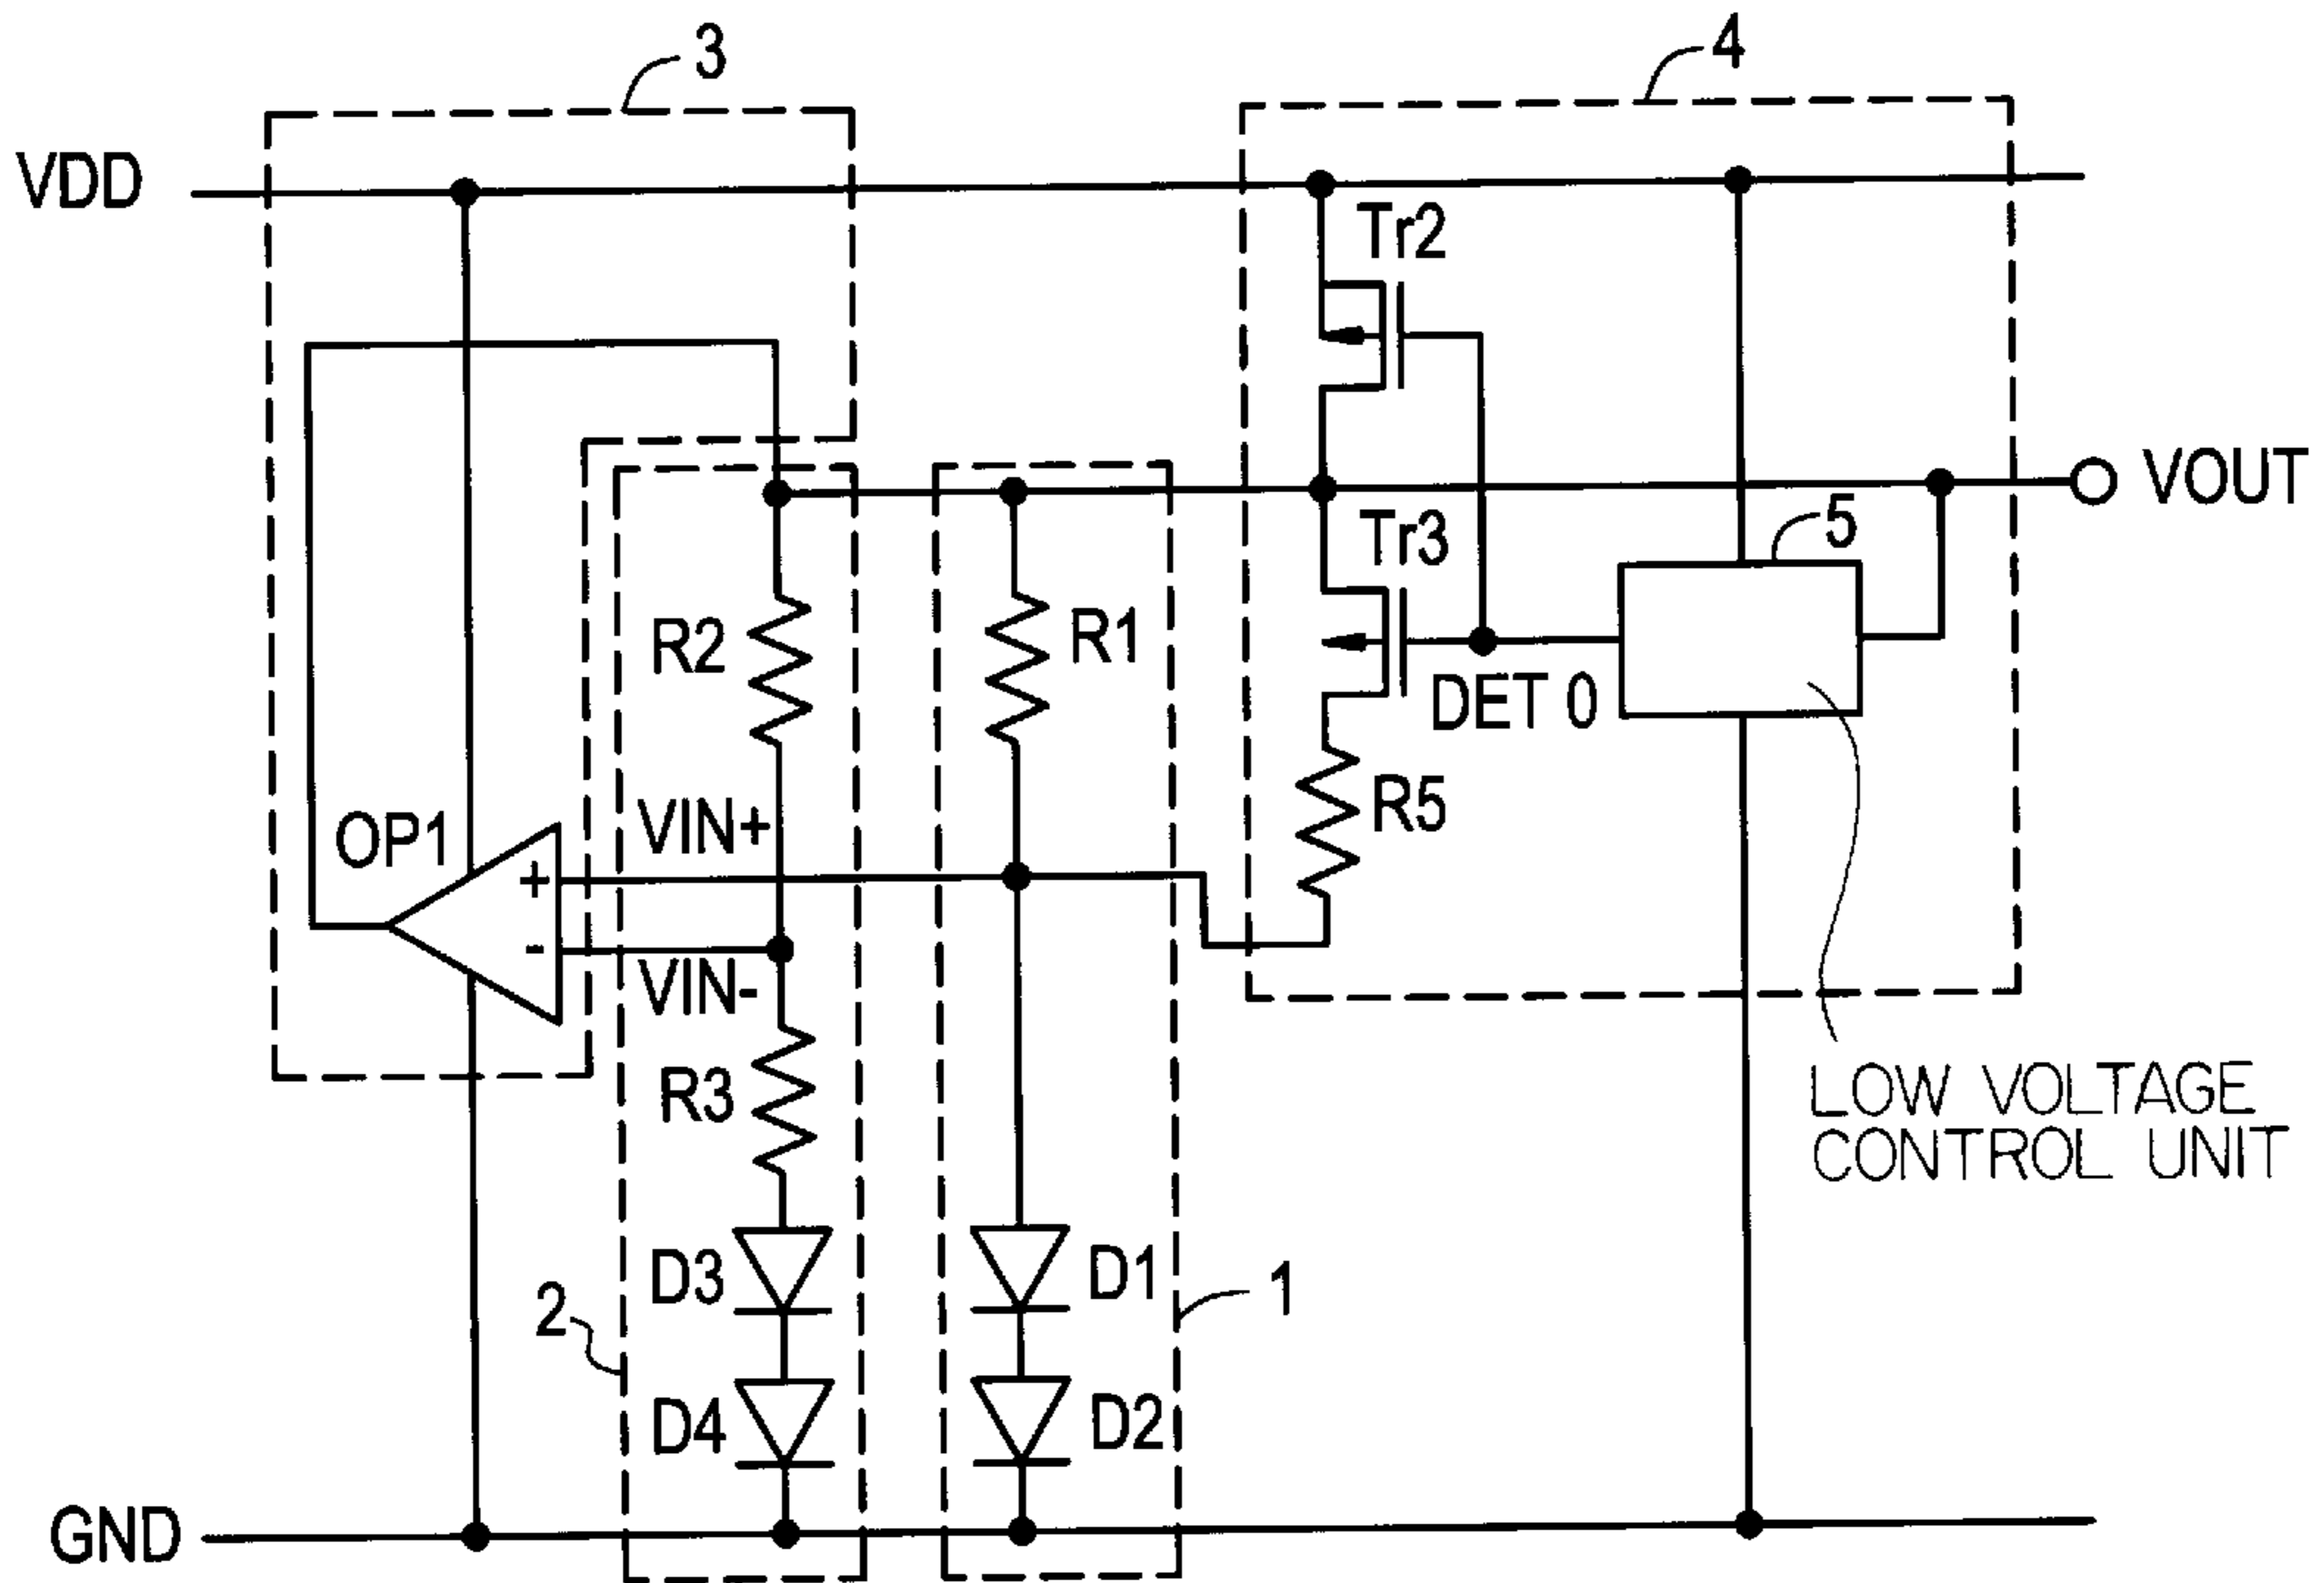 3
4
VDD
Tr2
VOUT
5
Tr3
R2
R1
DET 0
R5
OP1
VIN+
+
-
VIN-
R3
LOW VOLTAGE
CONTROL UNIT
D3
D1
2
1
D4
D2
GND